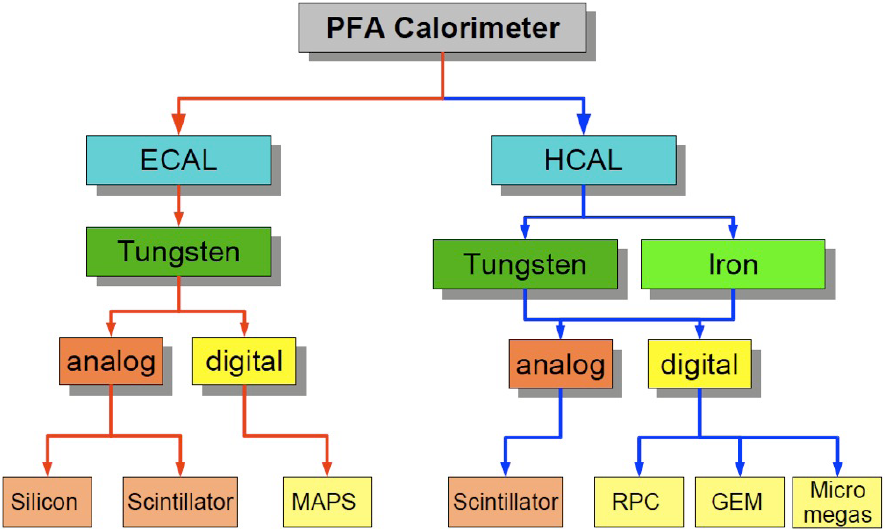 PFA Calorimeter
ECAL
HCAL
Tungsten
Tungsten
Iron
analog
digital
analog
digital
Silicon
Scintillator
MAPS
Scintillator
RPC
GEM
Micro
megas